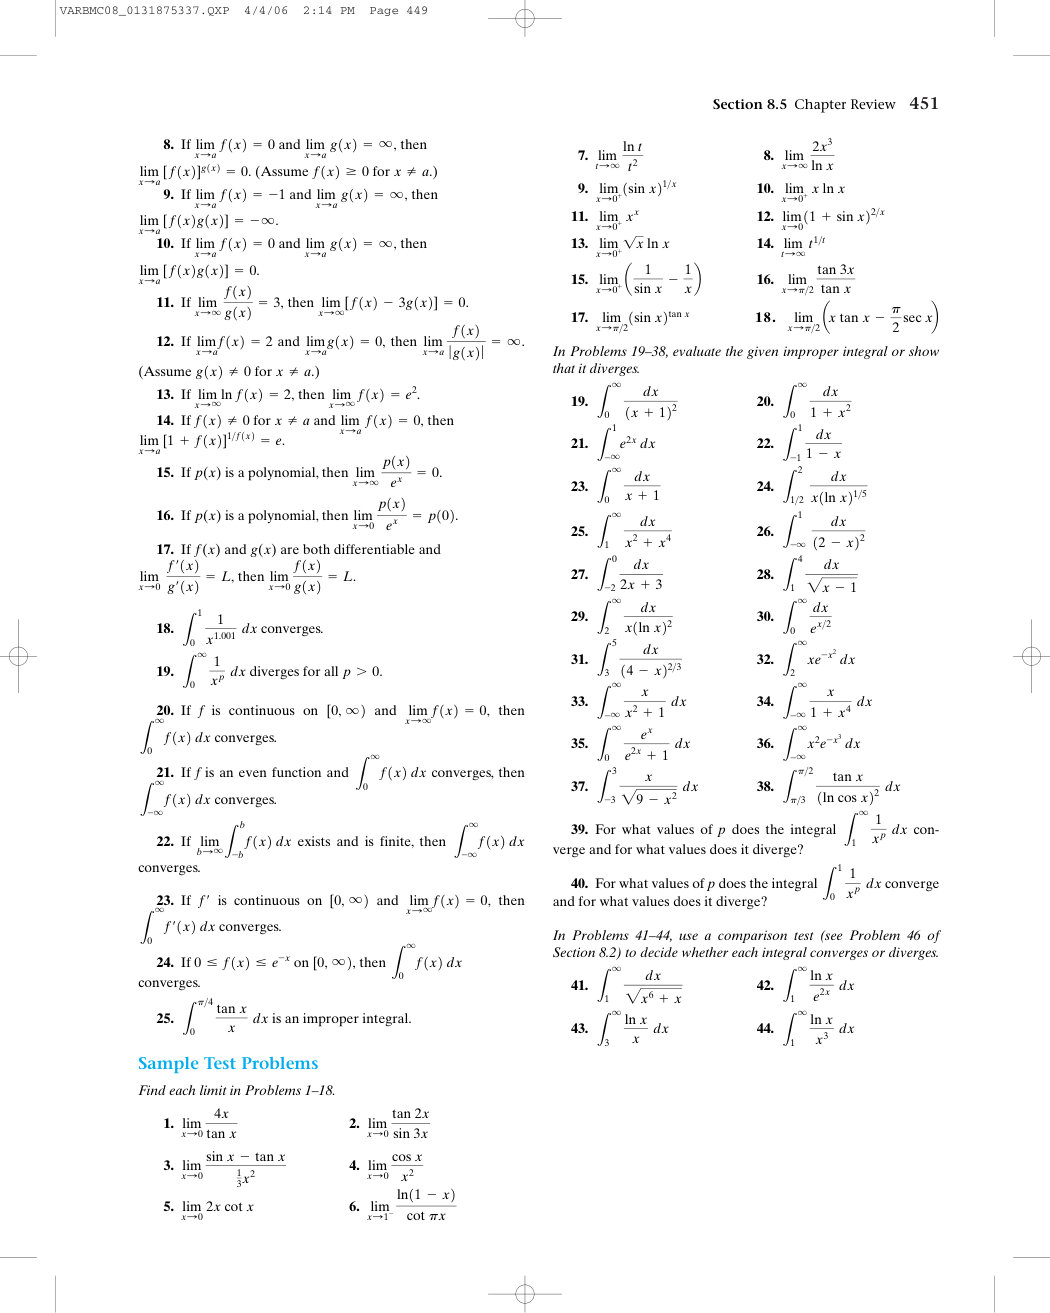 VARBMC08_0131875337.QXP 4/4/06 2:14 PM Page 449
Section 8.5 Chapter Review 451
8. If lim_{x→a} f(x) = 0 and lim_{x→a} g(x) = ∞, then
lim_{x→a} [f(x)]^{g(x)} = 0. (Assume f(x) ≥ 0 for x ≠ a.)
9. If lim_{x→a} f(x) = −1 and lim_{x→a} g(x) = ∞, then
lim_{x→a} [f(x)g(x)] = −∞.
10. If lim_{x→a} f(x) = 0 and lim_{x→a} g(x) = ∞, then
lim_{x→a} [f(x)g(x)] = 0.
11. If lim_{x→∞} f(x)/g(x) = 3, then lim_{x→∞} [f(x) − 3g(x)] = 0.
12. If lim_{x→a} f(x) = 2 and lim_{x→a} g(x) = 0, then lim_{x→a} f(x)/|g(x)| = ∞.
(Assume g(x) ≠ 0 for x ≠ a.)
13. If lim_{x→∞} ln f(x) = 2, then lim_{x→∞} f(x) = e^2.
14. If f(x) ≠ 0 for x ≠ a and lim_{x→a} f(x) = 0, then
lim_{x→a} [1 + f(x)]^{1/f(x)} = e.
15. If p(x) is a polynomial, then lim_{x→∞} p(x)/e^x = 0.
16. If p(x) is a polynomial, then lim_{x→0} p(x)/e^x = p(0).
17. If f(x) and g(x) are both differentiable and
lim_{x→0} f′(x)/g′(x) = L, then lim_{x→0} f(x)/g(x) = L.
18. ∫_0^1 1/x^{1.001} dx converges.
19. ∫_0^∞ 1/x^p dx diverges for all p > 0.
20. If f is continuous on [0, ∞) and lim_{x→∞} f(x) = 0, then
∫_0^∞ f(x) dx converges.
21. If f is an even function and ∫_0^∞ f(x) dx converges, then
∫_{−∞}^∞ f(x) dx converges.
22. If lim_{b→∞} ∫_{−b}^b f(x) dx exists and is finite, then ∫_{−∞}^∞ f(x) dx
converges.
23. If f′ is continuous on [0, ∞) and lim_{x→∞} f(x) = 0, then
∫_0^∞ f′(x) dx converges.
24. If 0 ≤ f(x) ≤ e^{−x} on [0, ∞), then ∫_0^∞ f(x) dx
converges.
25. ∫_0^{π/4} tan x/x dx is an improper integral.
Sample Test Problems
Find each limit in Problems 1–18.
1. lim_{x→0} 4x/tan x 2. lim_{x→0} tan 2x/sin 3x
3. lim_{x→0} (sin x − tan x)/(1/3 x^2) 4. lim_{x→0} cos x/x^2
5. lim_{x→0} 2x cot x 6. lim_{x→1^−} ln(1 − x)/cot πx
7. lim_{t→∞} ln t/t^2 8. lim_{x→∞} 2x^3/ln x
9. lim_{x→0^+} (sin x)^{1/x} 10. lim_{x→0^+} x ln x
11. lim_{x→0^+} x^x 12. lim_{x→0} (1 + sin x)^{2/x}
13. lim_{x→0^+} √x ln x 14. lim_{t→∞} t^{1/t}
15. lim_{x→0^+} (1/sin x − 1/x) 16. lim_{x→π/2} tan 3x/tan x
17. lim_{x→π/2} (sin x)^{tan x} 18. lim_{x→π/2} (x tan x − π/2 sec x)
In Problems 19–38, evaluate the given improper integral or show
that it diverges.
19. ∫_0^∞ dx/(x + 1)^2 20. ∫_0^∞ dx/(1 + x^2)
21. ∫_{−∞}^1 e^{2x} dx 22. ∫_{−1}^1 dx/(1 − x)
23. ∫_0^∞ dx/(x + 1) 24. ∫_{1/2}^2 dx/(x(ln x)^{1/5})
25. ∫_1^∞ dx/(x^2 + x^4) 26. ∫_{−∞}^1 dx/(2 − x)^2
27. ∫_{−2}^0 dx/(2x + 3) 28. ∫_1^4 dx/√(x − 1)
29. ∫_2^∞ dx/(x(ln x)^2) 30. ∫_0^∞ dx/e^{x/2}
31. ∫_3^5 dx/(4 − x)^{2/3} 32. ∫_2^∞ xe^{−x^2} dx
33. ∫_{−∞}^∞ x/(x^2 + 1) dx 34. ∫_{−∞}^∞ x/(1 + x^4) dx
35. ∫_0^∞ e^x/(e^{2x} + 1) dx 36. ∫_{−∞}^∞ x^2e^{−x^3} dx
37. ∫_{−3}^3 x/√(9 − x^2) dx 38. ∫_{π/3}^{π/2} tan x/(ln cos x)^2 dx
39. For what values of p does the integral ∫_1^∞ 1/x^p dx con-
verge and for what values does it diverge?
40. For what values of p does the integral ∫_0^1 1/x^p dx converge
and for what values does it diverge?
In Problems 41–44, use a comparison test (see Problem 46 of
Section 8.2) to decide whether each integral converges or diverges.
41. ∫_1^∞ dx/√(x^6 + x) 42. ∫_1^∞ ln x/e^{2x} dx
43. ∫_3^∞ ln x/x dx 44. ∫_1^∞ ln x/x^3 dx